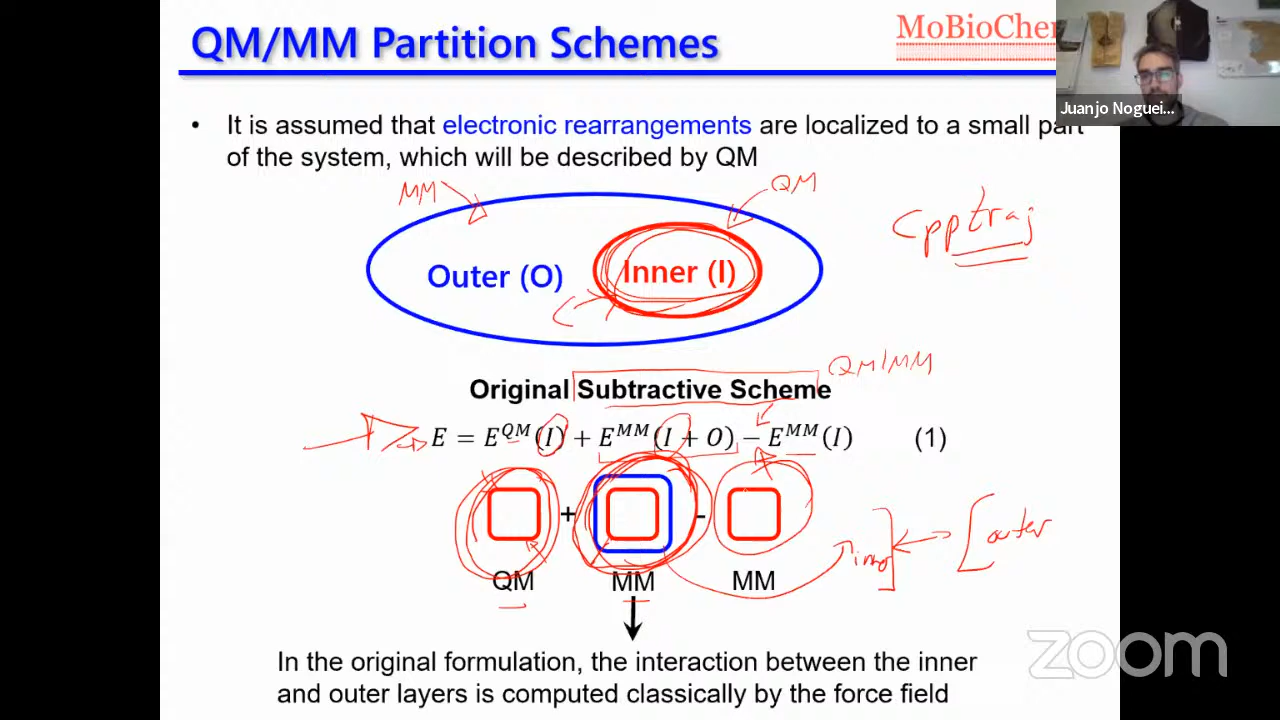 QM/MM Partition Schemes
MoBioChem
Juanjo Noguei...
• It is assumed that electronic rearrangements are localized to a small part
of the system, which will be described by QM
MM
QM
cpptraj
Outer (O)
Inner (I)
QM/MM
Original Subtractive Scheme
E = E^QM(I) + E^MM(I + O) − E^MM(I) (1)
+
-
outer
QM
MM
MM
In the original formulation, the interaction between the inner
and outer layers is computed classically by the force field
zoom